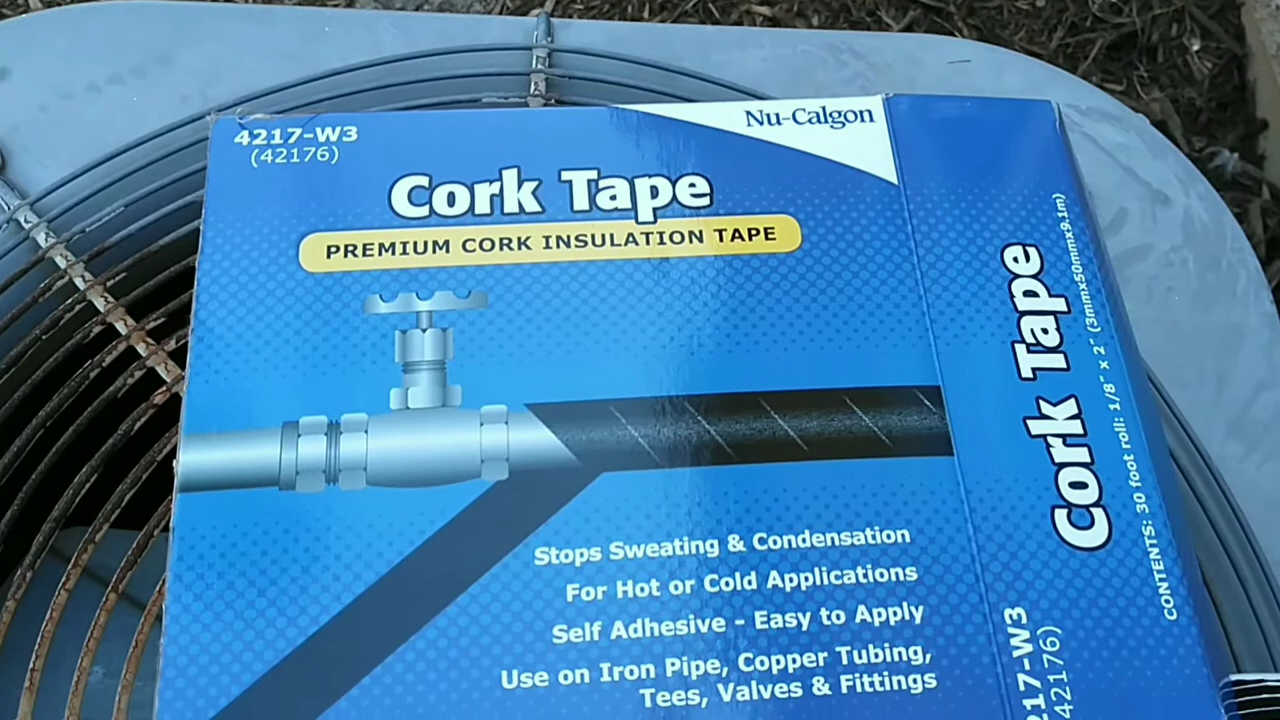 4217-W3
(42176)
Nu-Calgon
Cork Tape
PREMIUM CORK INSULATION TAPE
Stops Sweating & Condensation
For Hot or Cold Applications
Self Adhesive - Easy to Apply
Use on Iron Pipe, Copper Tubing,
Tees, Valves & Fittings
Cork Tape
CONTENTS: 30 foot roll: 1/8" x 2" (3mmx50mmx9.1m)
217-W3
42176)